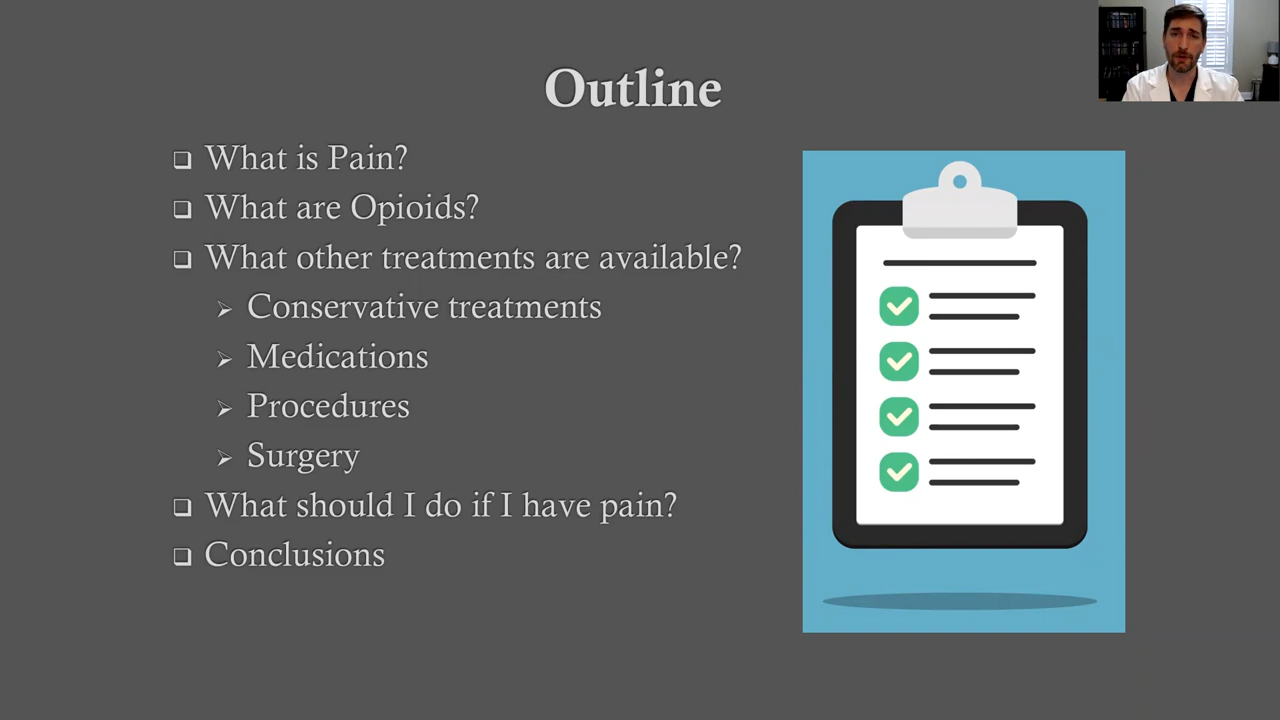 Outline
What is Pain?
What are Opioids?
What other treatments are available?
Conservative treatments
Medications
Procedures
Surgery
What should I do if I have pain?
Conclusions